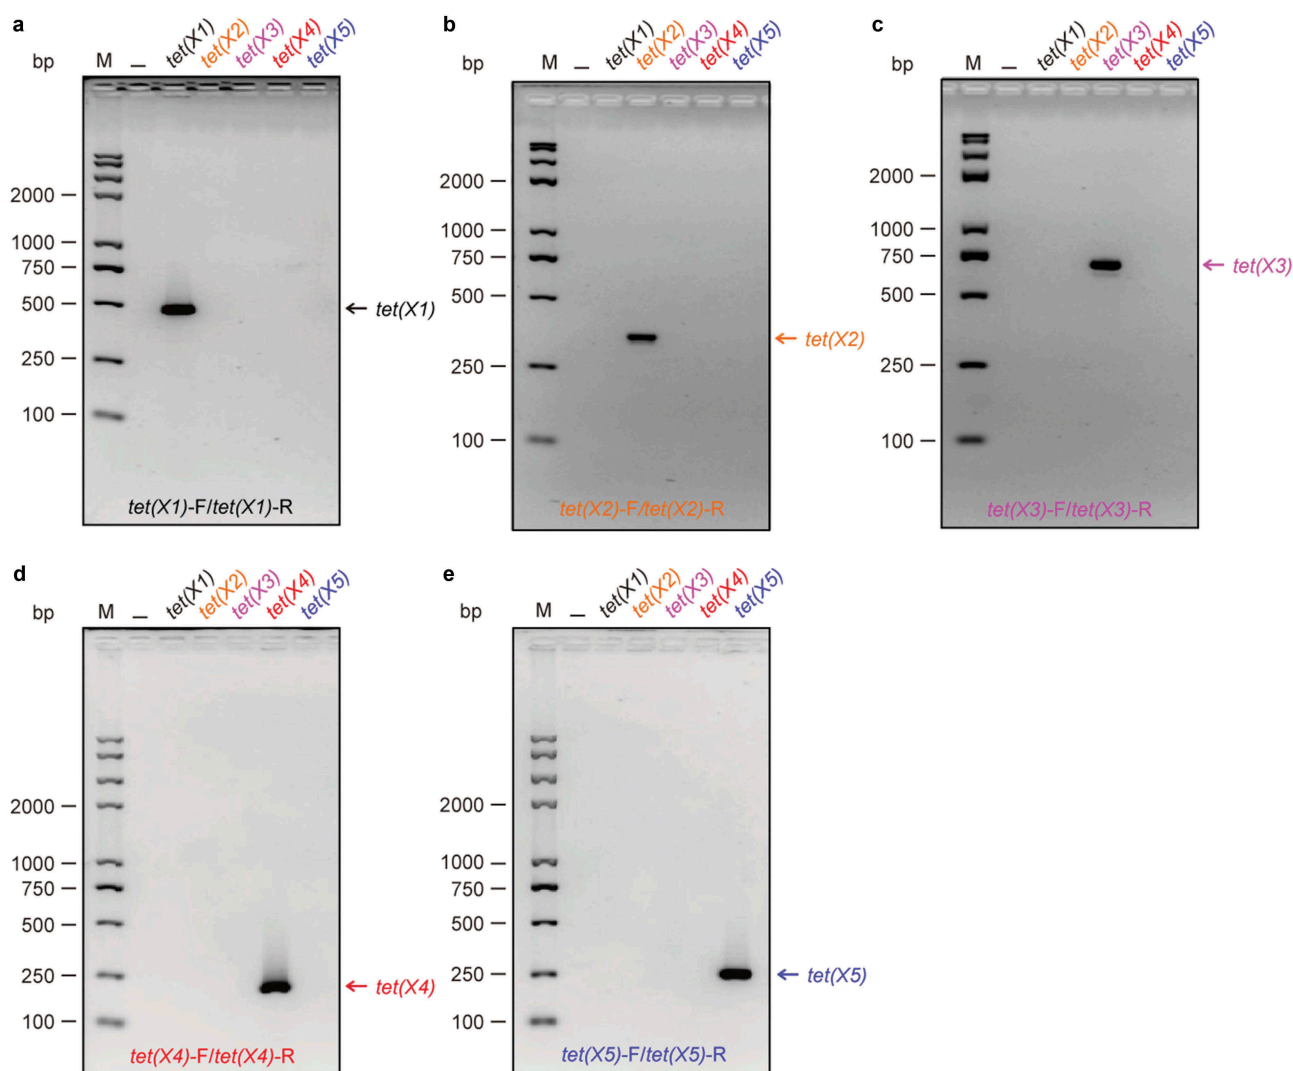 a
bp M – tet(X1) tet(X2) tet(X3) tet(X4) tet(X5)
2000
1000
750
500
250
100
tet(X1)
tet(X1)-F/tet(X1)-R
b
bp M – tet(X1) tet(X2) tet(X3) tet(X4) tet(X5)
2000
1000
750
500
250
100
tet(X2)
tet(X2)-F/tet(X2)-R
c
bp M – tet(X1) tet(X2) tet(X3) tet(X4) tet(X5)
2000
1000
750
500
250
100
tet(X3)
tet(X3)-F/tet(X3)-R
d
bp M – tet(X1) tet(X2) tet(X3) tet(X4) tet(X5)
2000
1000
750
500
250
100
tet(X4)
tet(X4)-F/tet(X4)-R
e
bp M – tet(X1) tet(X2) tet(X3) tet(X4) tet(X5)
2000
1000
750
500
250
100
tet(X5)
tet(X5)-F/tet(X5)-R